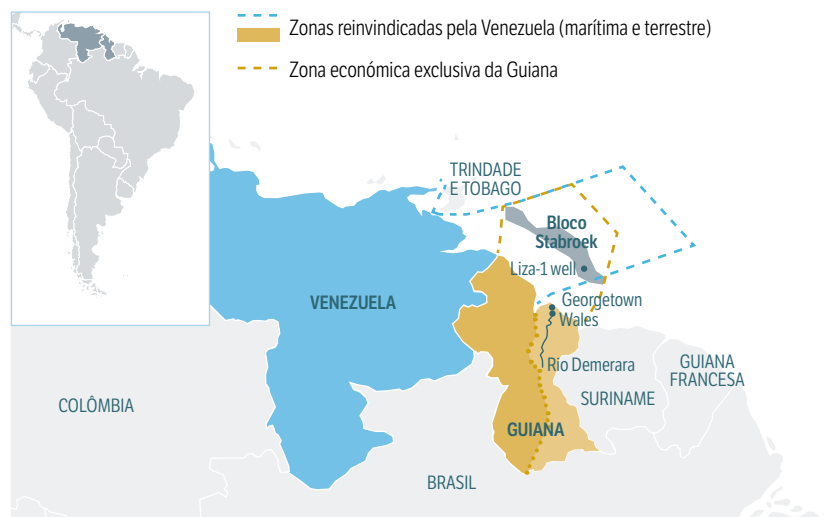 Zonas reinvindicadas pela Venezuela (marítima e terrestre)
Zona económica exclusiva da Guiana
TRINDADE
E TOBAGO
Bloco
Stabroek
Liza-1 well
Georgetown
Wales
VENEZUELA
Rio Demerara
GUIANA
FRANCESA
SURINAME
COLÔMBIA
GUIANA
BRASIL